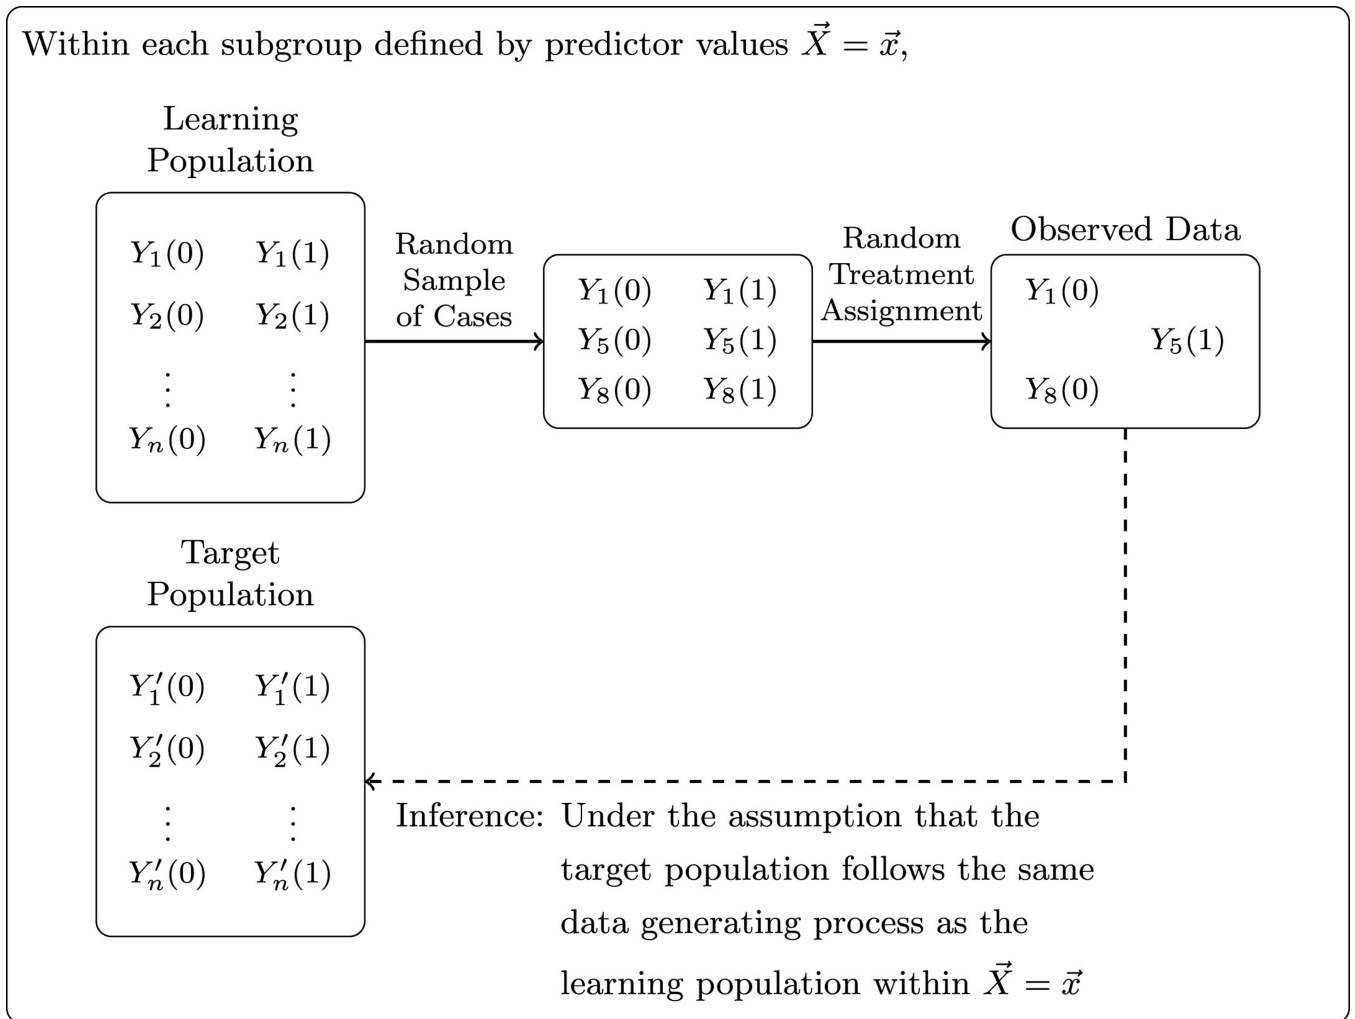 Within each subgroup defined by predictor values $\vec{X} = \vec{x}$,
Learning
Population
Y₁(0) Y₁(1)
Y₂(0) Y₂(1)
⋮ ⋮
Yₙ(0) Yₙ(1)
Random
Sample
of Cases
Y₁(0) Y₁(1)
Y₅(0) Y₅(1)
Y₈(0) Y₈(1)
Random
Treatment
Assignment
Observed Data
Y₁(0)
Y₅(1)
Y₈(0)
Target
Population
Y′₁(0) Y′₁(1)
Y′₂(0) Y′₂(1)
⋮ ⋮
Y′ₙ(0) Y′ₙ(1)
Inference: Under the assumption that the
target population follows the same
data generating process as the
learning population within $\vec{X} = \vec{x}$